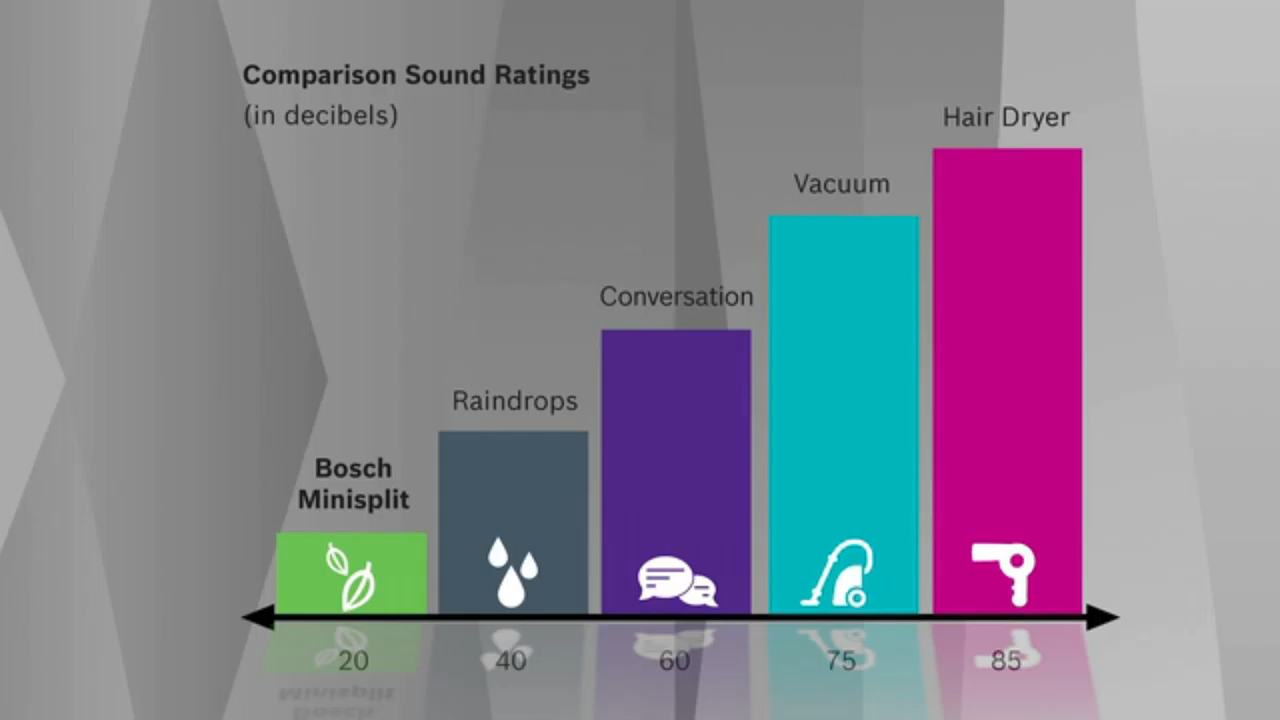 Comparison Sound Ratings
(in decibels)
Hair Dryer
Vacuum
Conversation
Raindrops
Bosch
Minisplit
20 40 60 75 85